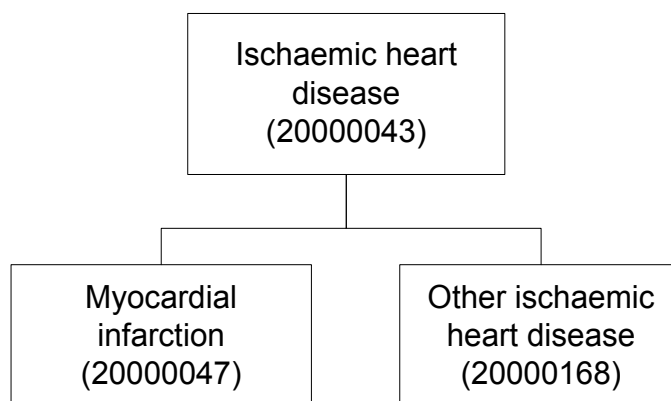 Ischaemic heart
disease
(20000043)
Myocardial
infarction
(20000047)
Other ischaemic
heart disease
(20000168)